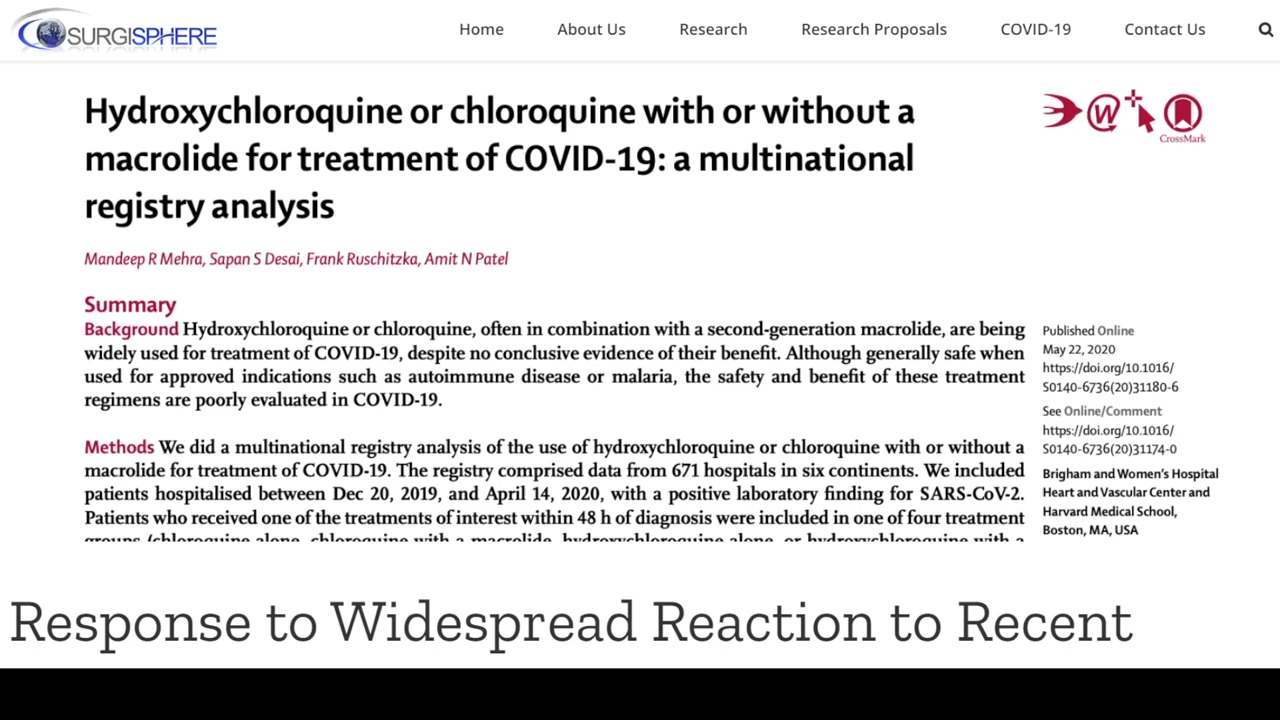 SURGISPHERE
Home
About Us
Research
Research Proposals
COVID-19
Contact Us
Hydroxychloroquine or chloroquine with or without a
macrolide for treatment of COVID-19: a multinational
registry analysis
CrossMark
Mandeep R Mehra, Sapan S Desai, Frank Ruschitzka, Amit N Patel
Summary
Background Hydroxychloroquine or chloroquine, often in combination with a second-generation macrolide, are being
widely used for treatment of COVID-19, despite no conclusive evidence of their benefit. Although generally safe when
used for approved indications such as autoimmune disease or malaria, the safety and benefit of these treatment
regimens are poorly evaluated in COVID-19.
Methods We did a multinational registry analysis of the use of hydroxychloroquine or chloroquine with or without a
macrolide for treatment of COVID-19. The registry comprised data from 671 hospitals in six continents. We included
patients hospitalised between Dec 20, 2019, and April 14, 2020, with a positive laboratory finding for SARS-CoV-2.
Patients who received one of the treatments of interest within 48 h of diagnosis were included in one of four treatment
groups (chloroquine alone, chloroquine with a macrolide, hydroxychloroquine alone, or hydroxychloroquine with a
Published Online
May 22, 2020
https://doi.org/10.1016/
S0140-6736(20)31180-6
See Online/Comment
https://doi.org/10.1016/
S0140-6736(20)31174-0
Brigham and Women's Hospital
Heart and Vascular Center and
Harvard Medical School,
Boston, MA, USA
Response to Widespread Reaction to Recent